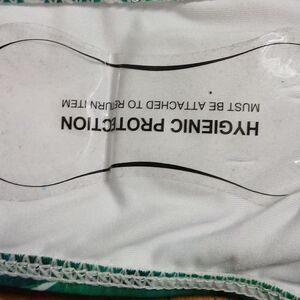 HYGIENIC PROTECTION
MUST BE ATTACHED TO RETURN ITEM